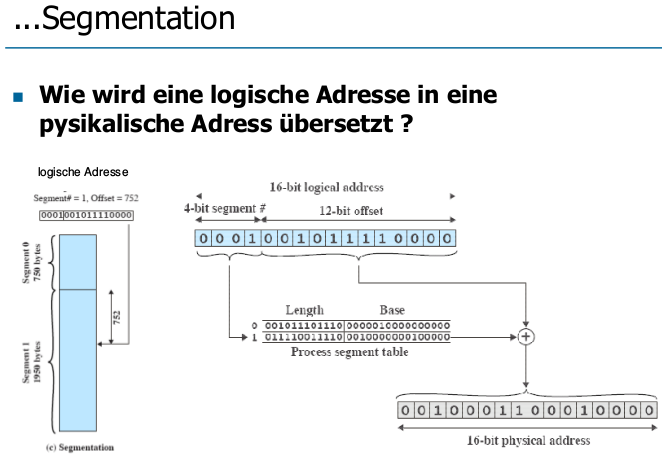 ...Segmentation
Wie wird eine logische Adresse in eine
pysikalische Adress übersetzt ?
logische Adresse
Segment# = 1, Offset = 752
0001001011110000
Segment 0
750 bytes
Segment 1
1950 bytes
752
(c) Segmentation
16-bit logical address
4-bit segment #
12-bit offset
0 0 0 1 0 0 1 0 1 1 1 1 0 0 0 0
Length Base
0 001011101110 0000010000000000
1 011110011110 0010000000100000
Process segment table
+
0 0 1 0 0 0 1 1 0 0 0 1 0 0 0 0
16-bit physical address